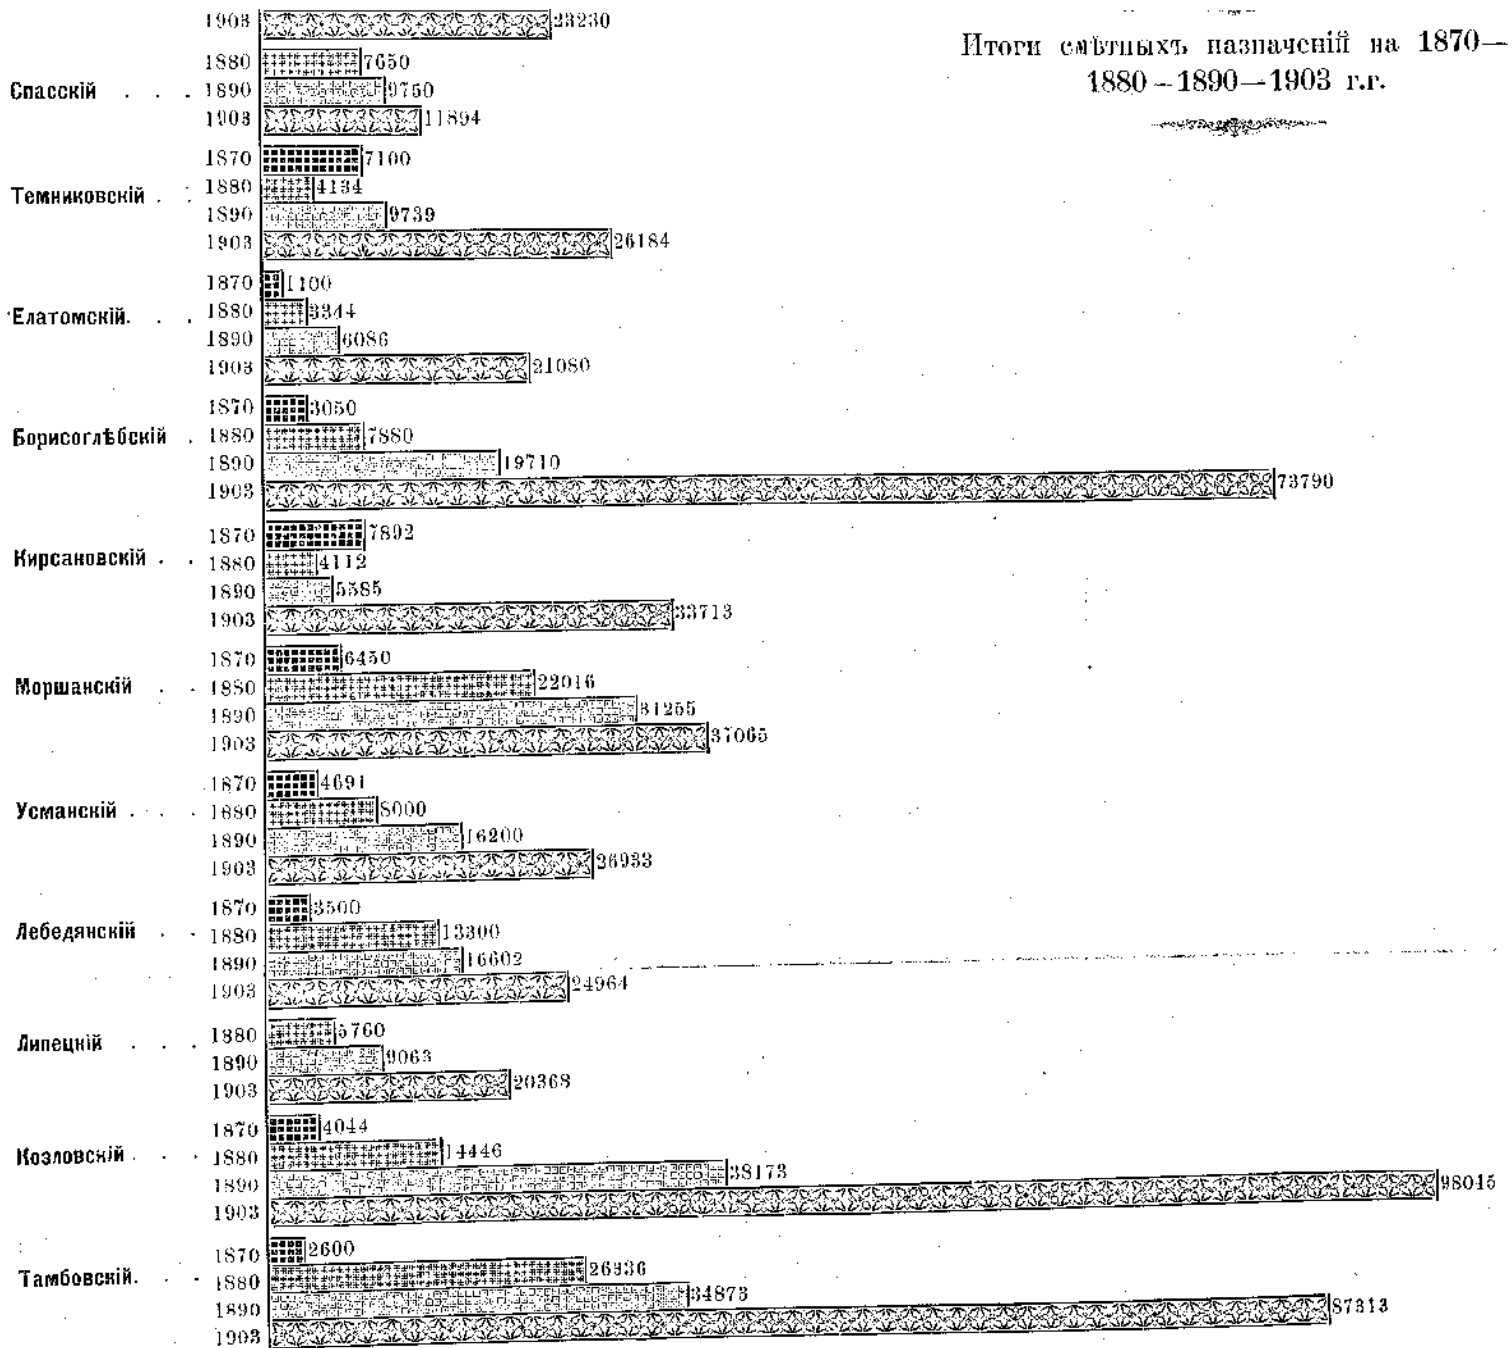 1903 23230
Итоги смѣтныхъ назначеній на 1870—
1880—1890—1903 г.г.
1880 7650
Спасскій . . . 1890 9750
1903 11894
1870 7100
Темниковскій . . 1880 4134
1890 9739
1903 26184
1870 1100
Елатомскій. . . 1880 3344
1890 6086
1903 21080
1870 3050
Борисоглѣбскій . 1880 7880
1890 19710
1903 73790
1870 7892
Кирсановскій . . 1880 4112
1890 5585
1903 33713
1870 6450
Моршанскій . . 1880 22016
1890 31255
1903 37065
1870 4691
Усманскій . . . 1880 8000
1890 16200
1903 26933
1870 3500
Лебедянскій . . 1880 13300
1890 16602
1903 24964
1880 5760
Липецкій . . . 1890 9063
1903 20368
1870 4044
Козловскій . . . 1880 14446
1890 38173
1903 98015
1870 2600
Тамбовскій. . . 1880 26336
1890 34873
1903 87313